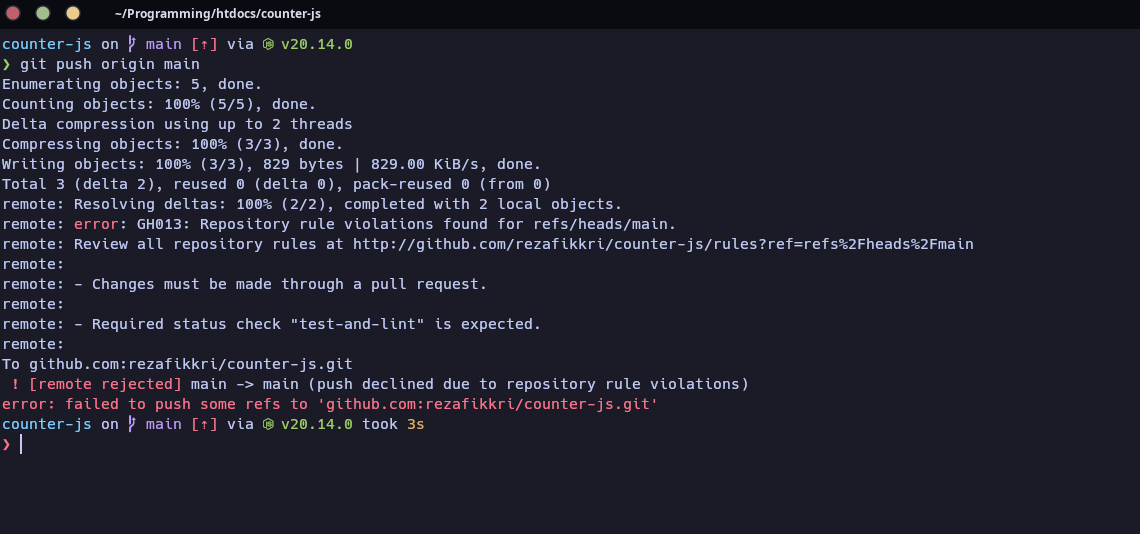 ~/Programming/htdocs/counter-js
counter-js on main [↑] via v20.14.0
❯ git push origin main
Enumerating objects: 5, done.
Counting objects: 100% (5/5), done.
Delta compression using up to 2 threads
Compressing objects: 100% (3/3), done.
Writing objects: 100% (3/3), 829 bytes | 829.00 KiB/s, done.
Total 3 (delta 2), reused 0 (delta 0), pack-reused 0 (from 0)
remote: Resolving deltas: 100% (2/2), completed with 2 local objects.
remote: error: GH013: Repository rule violations found for refs/heads/main.
remote: Review all repository rules at http://github.com/rezafikkri/counter-js/rules?ref=refs%2Fheads%2Fmain
remote:
remote: - Changes must be made through a pull request.
remote:
remote: - Required status check "test-and-lint" is expected.
remote:
To github.com:rezafikkri/counter-js.git
! [remote rejected] main -> main (push declined due to repository rule violations)
error: failed to push some refs to 'github.com:rezafikkri/counter-js.git'
counter-js on main [↑] via v20.14.0 took 3s
❯